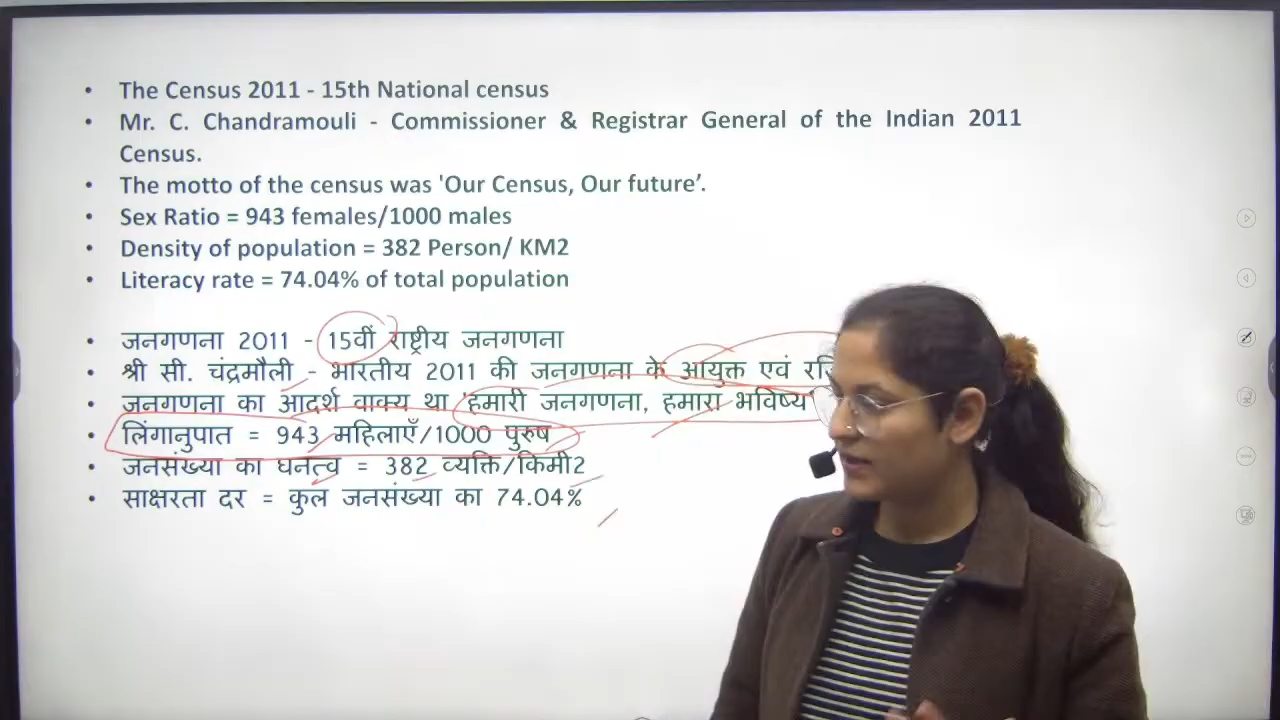 • The Census 2011 - 15th National census
• Mr. C. Chandramouli - Commissioner & Registrar General of the Indian 2011
Census.
• The motto of the census was 'Our Census, Our future’.
• Sex Ratio = 943 females/1000 males
• Density of population = 382 Person/ KM2
• Literacy rate = 74.04% of total population
• जनगणना 2011 - 15वीं राष्ट्रीय जनगणना
• श्री सी. चंद्रमौली - भारतीय 2011 की जनगणना के आयुक्त एवं
• जनगणना का आदर्श वाक्य था 'हमारी जनगणना, हमारा भविष्य
• लिंगानुपात = 943 महिलाएँ/1000 पुरुष
• जनसंख्या का घनत्व = 382 व्यक्ति/किमी2
• साक्षरता दर = कुल जनसंख्या का 74.04%